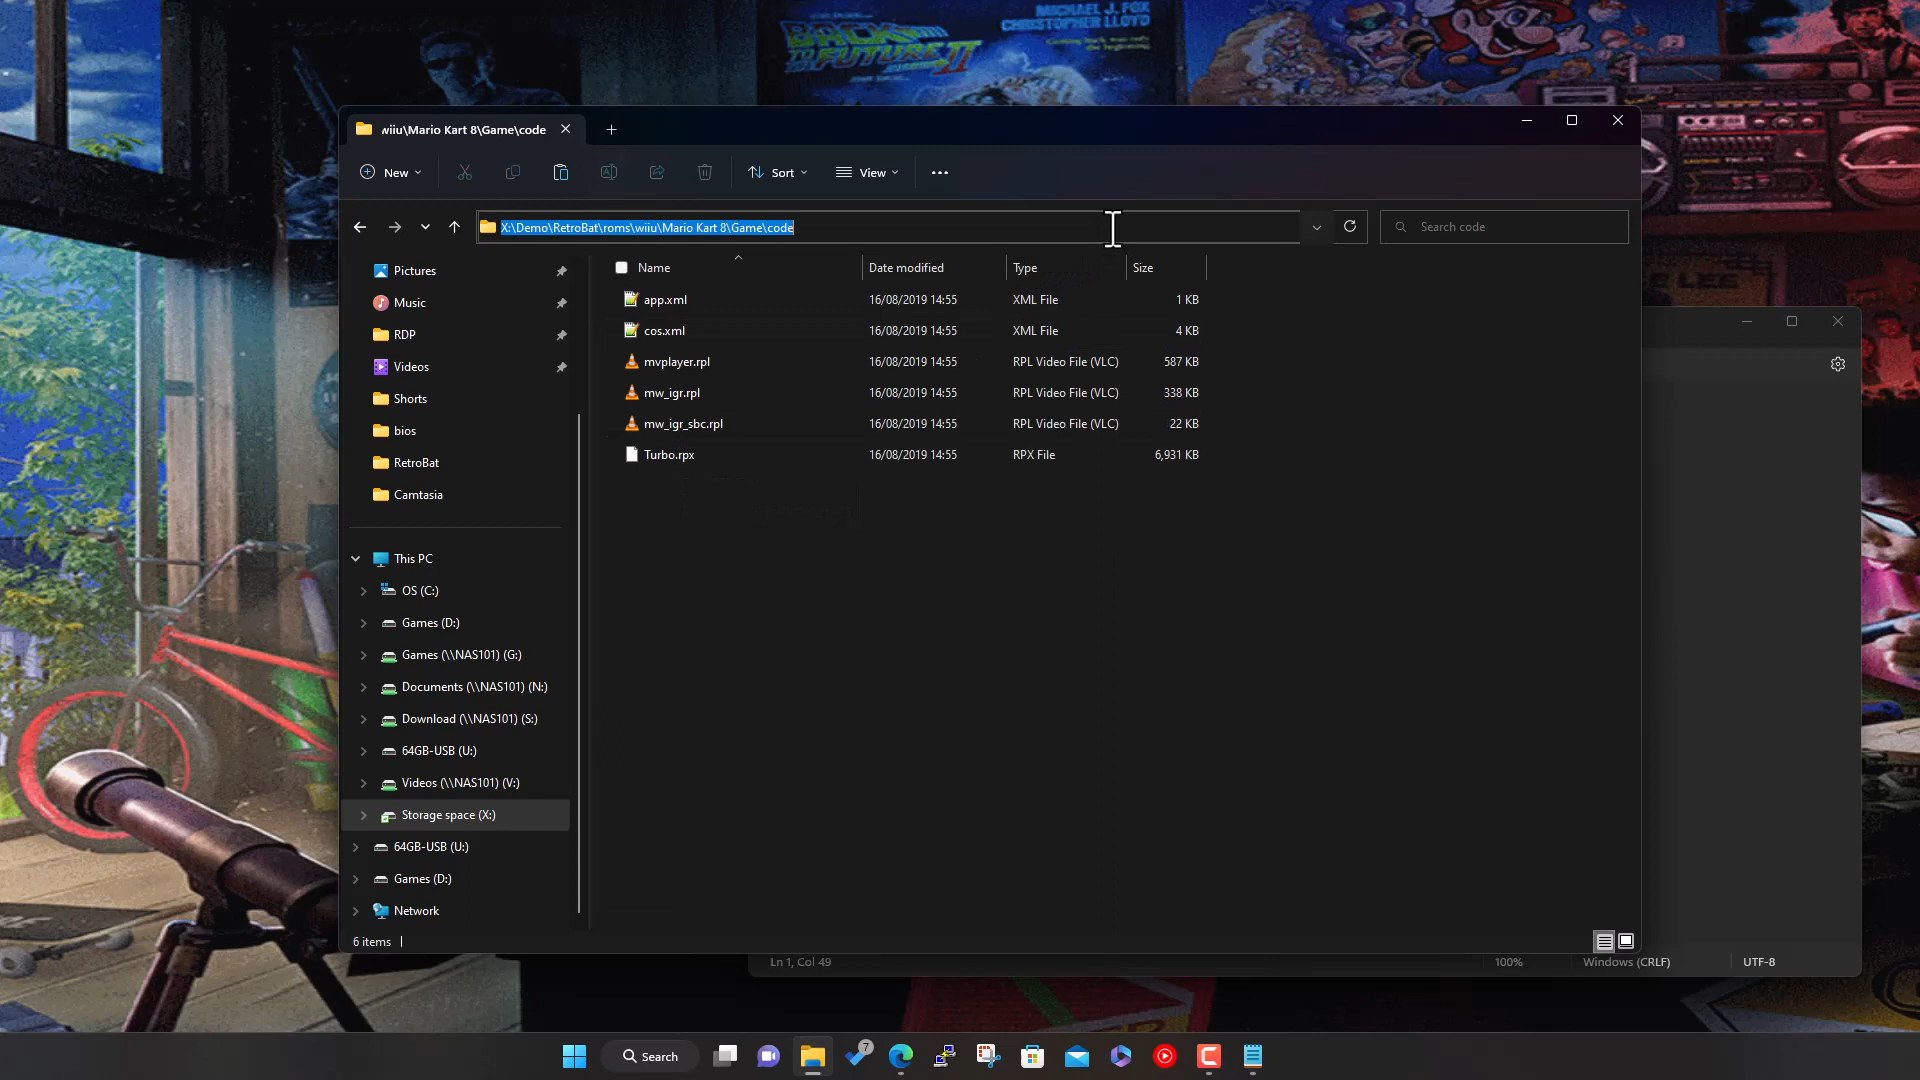 MICHAEL J. FOX
CHRISTOPHER LLOYD
BACK TO THE FUTURE II
wiiu\Mario Kart 8\Game\code
New
Sort
View
X:\Demo\RetroBat\roms\wiiu\Mario Kart 8\Game\code
Search code
Name Date modified Type Size
app.xml 16/08/2019 14:55 XML File 1 KB
cos.xml 16/08/2019 14:55 XML File 4 KB
mvplayer.rpl 16/08/2019 14:55 RPL Video File (VLC) 587 KB
mw_igr.rpl 16/08/2019 14:55 RPL Video File (VLC) 338 KB
mw_igr_sbc.rpl 16/08/2019 14:55 RPL Video File (VLC) 22 KB
Turbo.rpx 16/08/2019 14:55 RPX File 6,931 KB
Pictures
Music
RDP
Videos
Shorts
bios
RetroBat
Camtasia
This PC
OS (C:)
Games (D:)
Games (\\NAS101) (G:)
Documents (\\NAS101) (N:)
Download (\\NAS101) (S:)
64GB-USB (U:)
Videos (\\NAS101) (V:)
Storage space (X:)
64GB-USB (U:)
Games (D:)
Network
6 items
Ln 1, Col 49 100% Windows (CRLF) UTF-8
Search
7